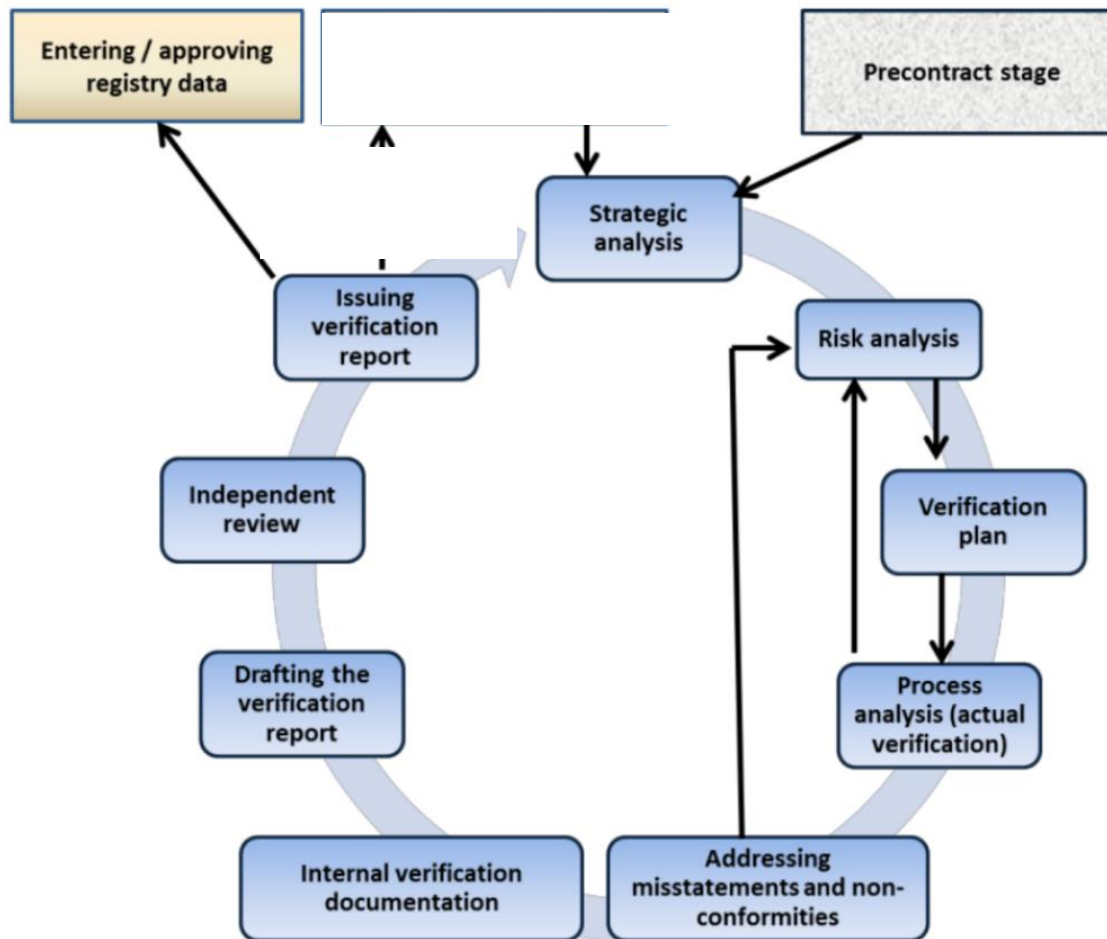 Entering / approving
registry data
Precontract stage
Strategic
analysis
Risk analysis
Verification
plan
Process
analysis (actual
verification)
Addressing
misstatements and non-
conformities
Internal verification
documentation
Drafting the
verification
report
Independent
review
Issuing
verification
report